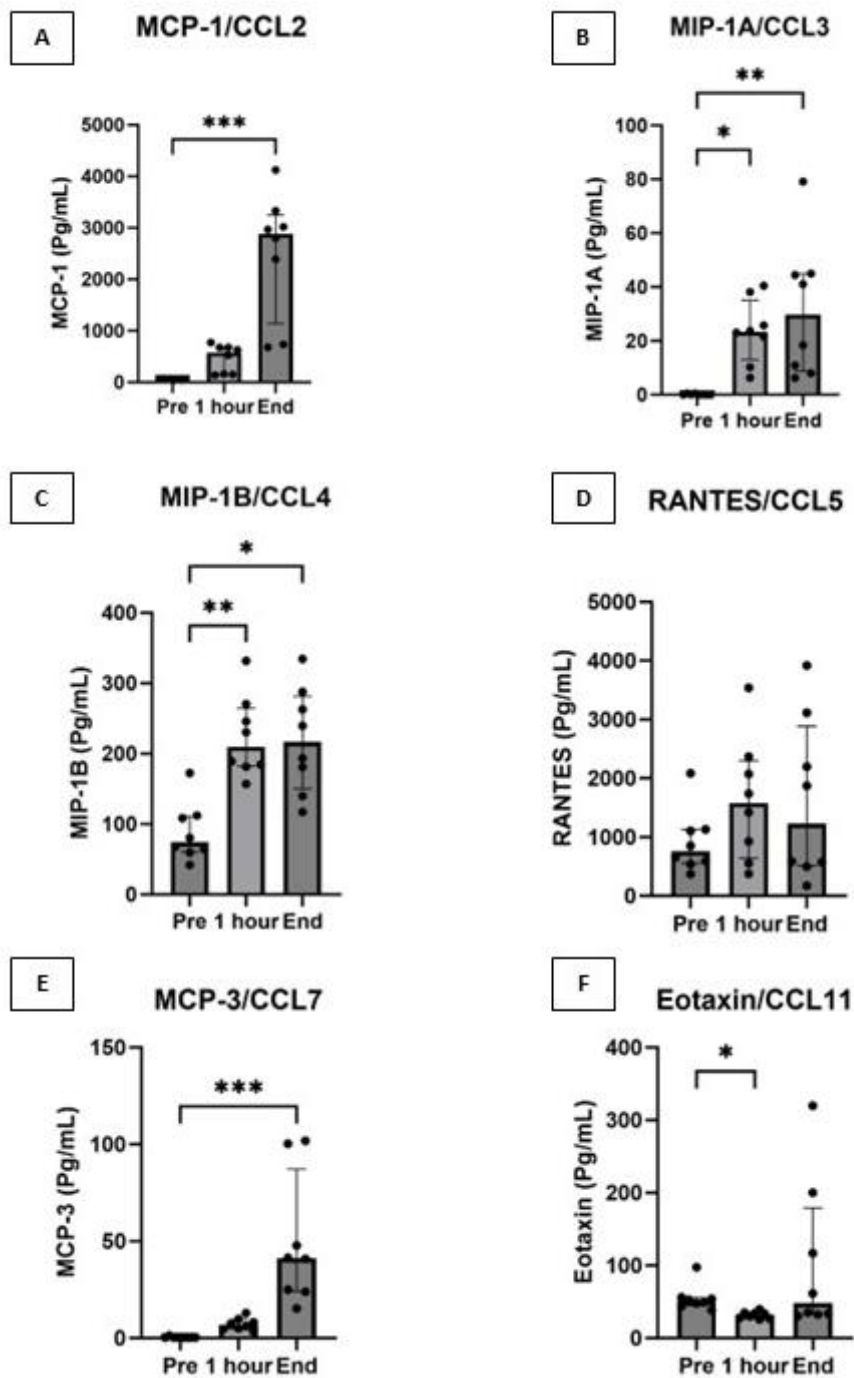 A
MCP-1/CCL2
***
5000
4000
3000
2000
1000
0
MCP-1 (Pg/mL)
Pre 1 hour End
B
MIP-1A/CCL3
**
*
100
80
60
40
20
0
MIP-1A (Pg/mL)
Pre 1 hour End
C
MIP-1B/CCL4
*
**
400
300
200
100
0
MIP-1B (Pg/mL)
Pre 1 hour End
D
RANTES/CCL5
5000
4000
3000
2000
1000
0
RANTES (Pg/mL)
Pre 1 hour End
E
MCP-3/CCL7
***
150
100
50
0
MCP-3 (Pg/mL)
Pre 1 hour End
F
Eotaxin/CCL11
*
400
300
200
100
0
Eotaxin (Pg/mL)
Pre 1 hour End